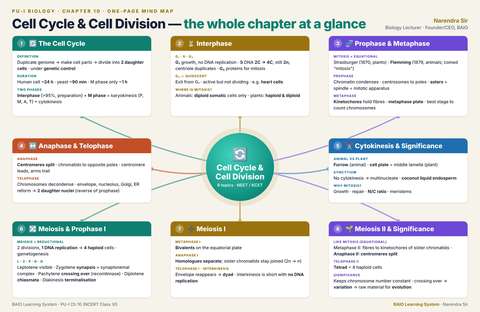 PU-I BIOLOGY · CHAPTER 10 · ONE-PAGE MIND MAP
Cell Cycle & Cell Division — the whole chapter at a glance
Narendra Sir
Biology Lecturer · Founder/CEO, BAIO
1 The Cell Cycle
DEFINITION
Duplicate genome → make cell parts → divide into 2 daughter
cells · under genetic control
DURATION
Human cell ~24 h · yeast ~90 min · M phase only ~1 h
TWO PHASES
Interphase (>95%, preparation) + M phase = karyokinesis (P,
M, A, T) + cytokinesis
2 Interphase
G₁ · S · G₂
G₁ growth, no DNA replication · S DNA 2C → 4C, still 2n,
centriole duplicates · G₂ proteins for mitosis
G₀ = QUIESCENT
Exit from G₁ · active but not dividing · e.g. heart cells
WHERE IS MITOSIS?
Animals: diploid somatic cells only · plants: haploid & diploid
3 Prophase & Metaphase
MITOSIS = EQUATIONAL
Strasburger (1870, plants) · Flemming (1879, animals; coined
"mitosis")
PROPHASE
Chromatin condenses · centrosomes to poles · asters +
spindle = mitotic apparatus
METAPHASE
Kinetochores hold fibres · metaphase plate · best stage to
count chromosomes
4 Anaphase & Telophase
ANAPHASE
Centromeres split · chromatids to opposite poles · centromere
leads, arms trail
TELOPHASE
Chromosomes decondense · envelope, nucleolus, Golgi, ER
reform → 2 daughter nuclei (reverse of prophase)
Cell Cycle &
Cell Division
8 topics · NEET / KCET
5 Cytokinesis & Significance
ANIMAL VS PLANT
Furrow (animal) · cell plate = middle lamella (plant)
SYNCYTIUM
No cytokinesis → multinucleate · coconut liquid endosperm
WHY MITOSIS?
Growth · repair · N/C ratio · meristems
6 Meiosis & Prophase I
MEIOSIS = REDUCTIONAL
2 divisions, 1 DNA replication → 4 haploid cells ·
gametogenesis
L · Z · P · D · D
Leptotene visible · Zygotene synapsis + synaptonemal
complex · Pachytene crossing over (recombinase) · Diplotene
chiasmata · Diakinesis terminalisation
7 Meiosis I
METAPHASE I
Bivalents on the equatorial plate
ANAPHASE I
Homologues separate; sister chromatids stay joined (2n → n)
TELOPHASE I · INTERKINESIS
Envelope reappears → dyad · interkinesis is short with no DNA
replication
8 Meiosis II & Significance
LIKE MITOSIS (EQUATIONAL)
Metaphase II: fibres to kinetochores of sister chromatids ·
Anaphase II: centromeres split
TELOPHASE II
Tetrad = 4 haploid cells
SIGNIFICANCE
Keeps chromosome number constant · crossing over →
variation → raw material for evolution
BAIO Learning System · PU-I Ch 10 (NCERT Class XI)
BAIO Learning System · Narendra Sir